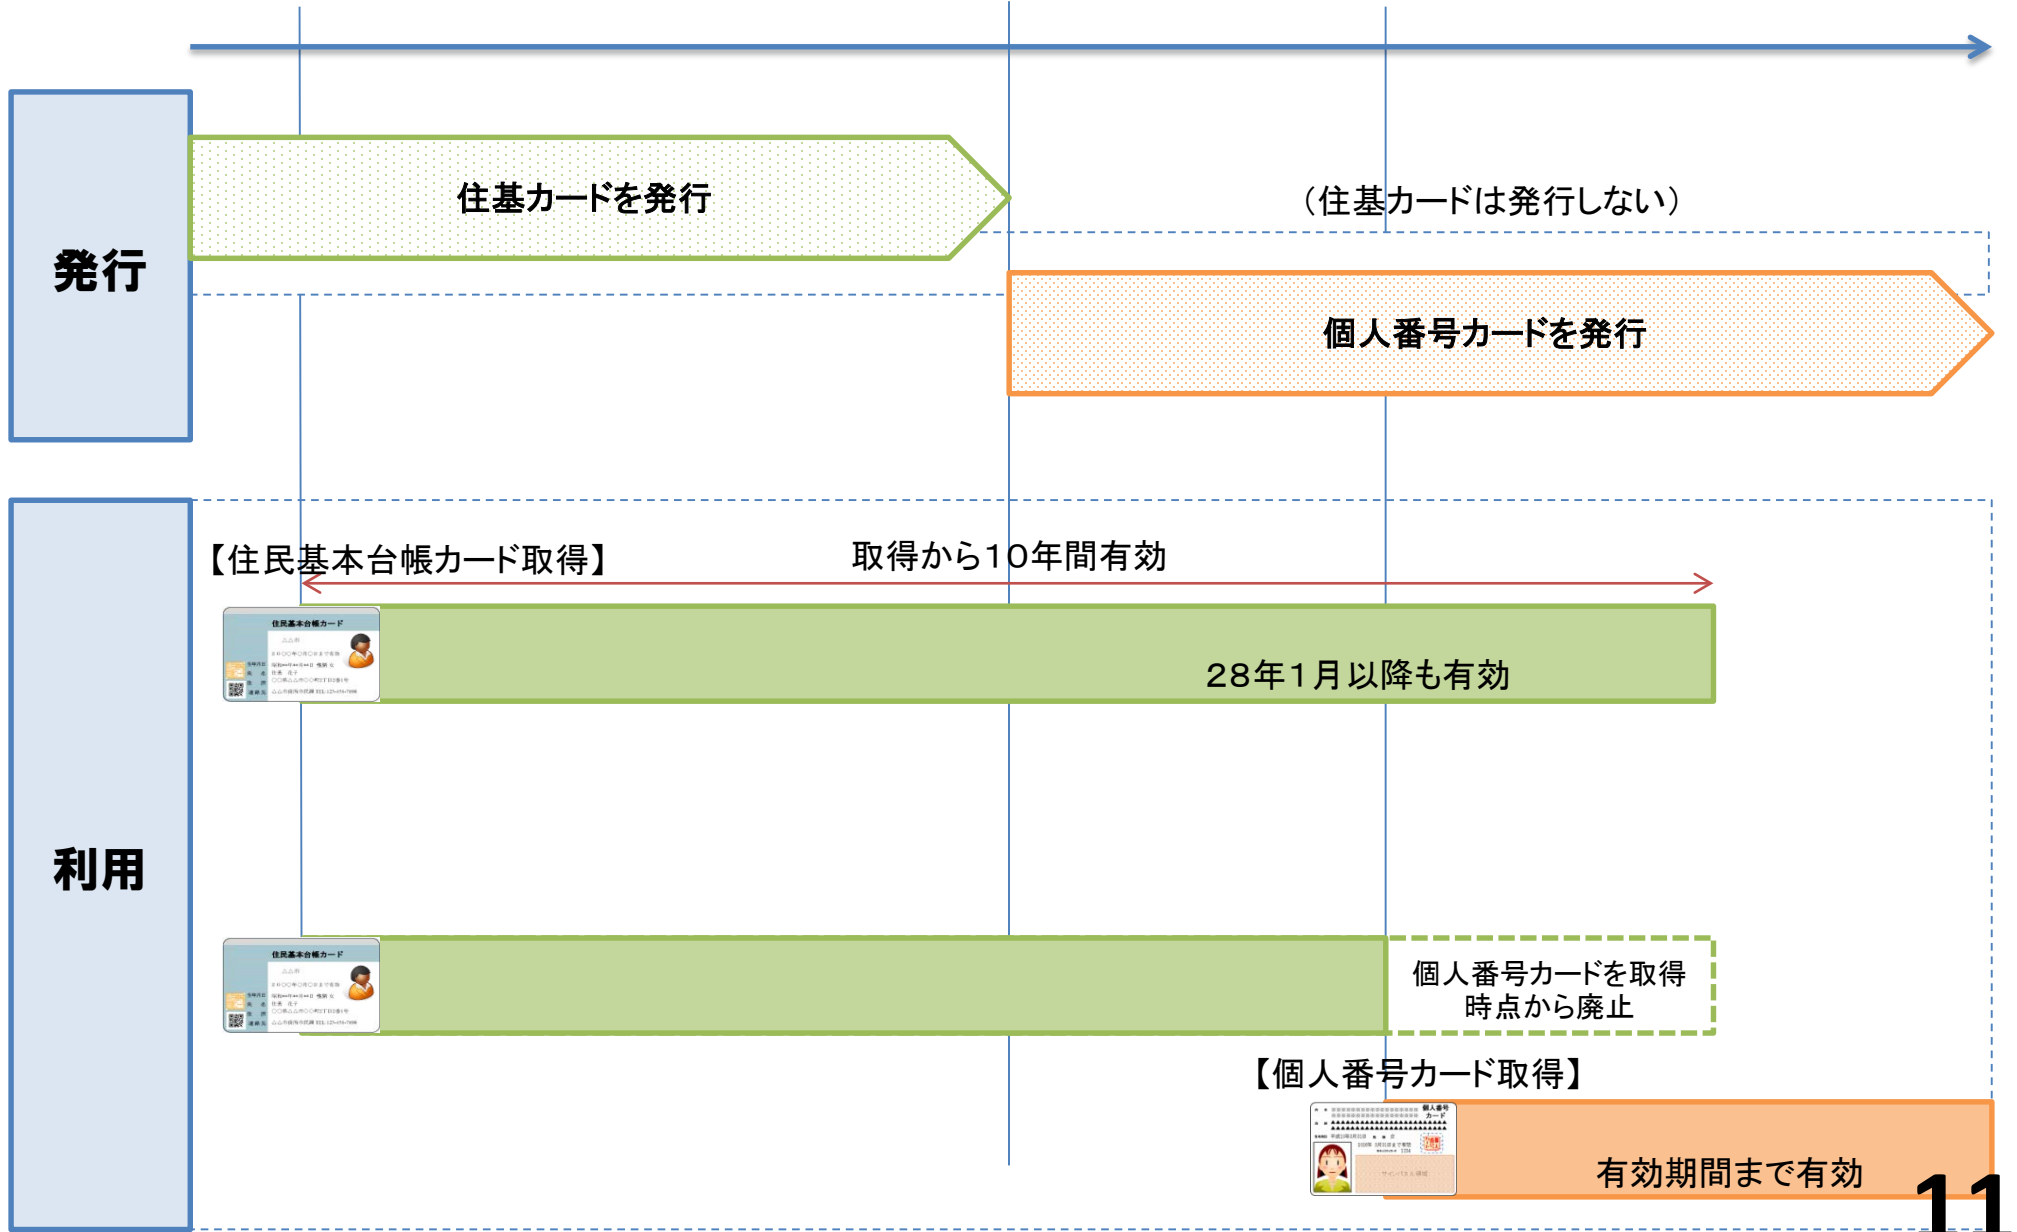 発行
住基カードを発行
（住基カードは発行しない）
個人番号カードを発行
利用
【住民基本台帳カード取得】
取得から１０年間有効
住民基本台帳カード
２８年１月以降も有効
住民基本台帳カード
個人番号カードを取得
時点から廃止
【個人番号カード取得】
個人番号
カード
有効期間まで有効
11